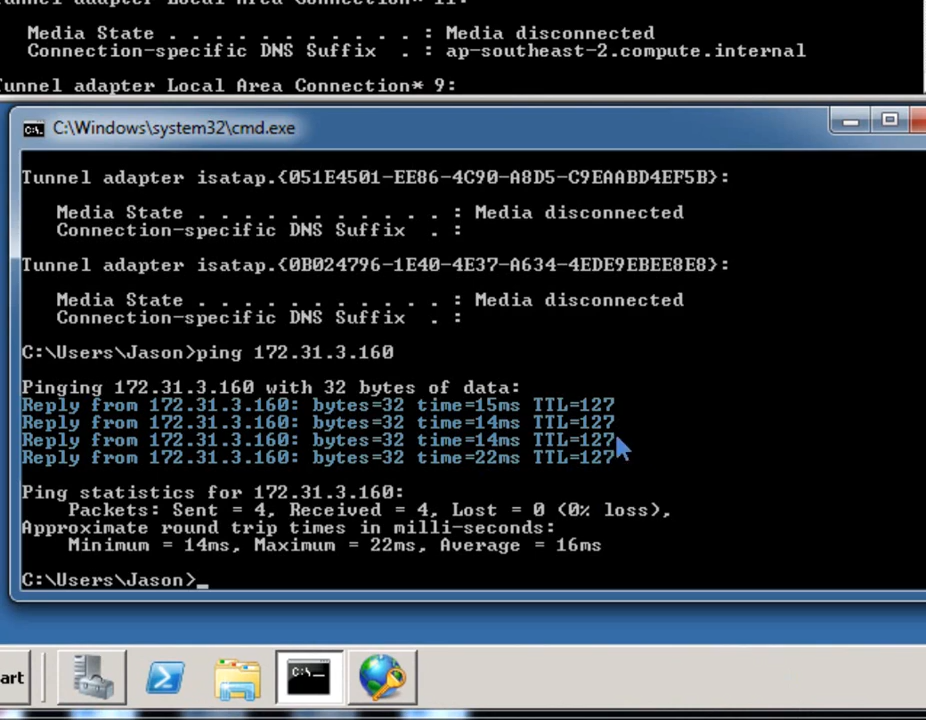 Tunnel adapter Local Area Connection* 11:
Media State . . . . . . . . . . . : Media disconnected
Connection-specific DNS Suffix  . : ap-southeast-2.compute.internal
Tunnel adapter Local Area Connection* 9:
C:\Windows\system32\cmd.exe
Tunnel adapter isatap.{051E4501-EE86-4C90-A8D5-C9EAABD4EF5B}:
Media State . . . . . . . . . . . : Media disconnected
Connection-specific DNS Suffix  . :
Tunnel adapter isatap.{0B024796-1E40-4E37-A634-4EDE9EBEE8E8}:
Media State . . . . . . . . . . . : Media disconnected
Connection-specific DNS Suffix  . :
C:\Users\Jason>ping 172.31.3.160
Pinging 172.31.3.160 with 32 bytes of data:
Reply from 172.31.3.160: bytes=32 time=15ms TTL=127
Reply from 172.31.3.160: bytes=32 time=14ms TTL=127
Reply from 172.31.3.160: bytes=32 time=14ms TTL=127
Reply from 172.31.3.160: bytes=32 time=22ms TTL=127
Ping statistics for 172.31.3.160:
Packets: Sent = 4, Received = 4, Lost = 0 (0% loss),
Approximate round trip times in milli-seconds:
Minimum = 14ms, Maximum = 22ms, Average = 16ms
C:\Users\Jason>_
art